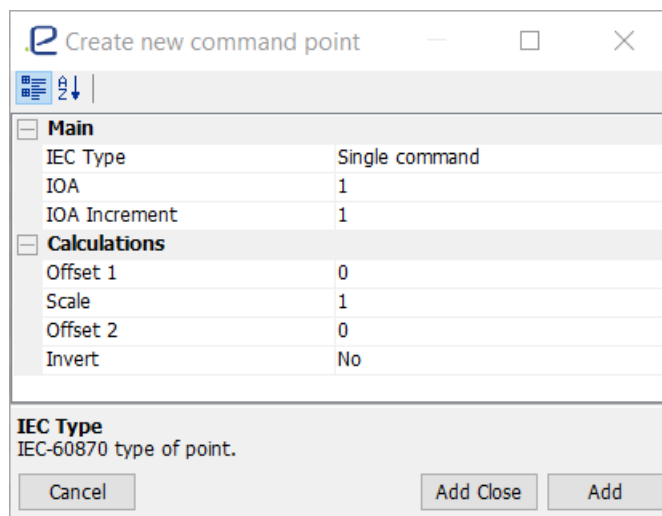 Create new command point
A
Z
Main
IEC Type Single command
IOA 1
IOA Increment 1
Calculations
Offset 1 0
Scale 1
Offset 2 0
Invert No
IEC Type
IEC-60870 type of point.
Cancel Add Close Add